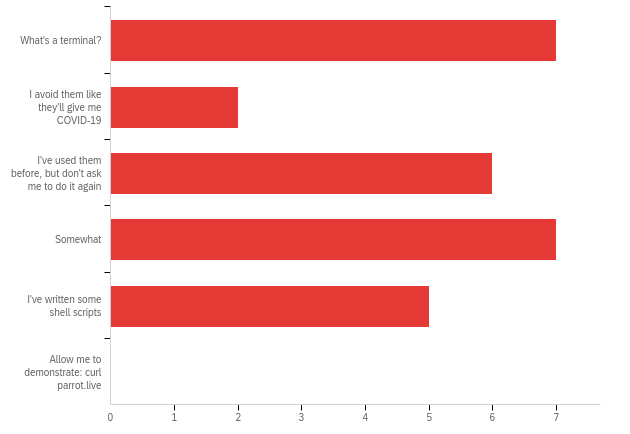 What's a terminal?
I avoid them like
they'll give me
COVID-19
I've used them
before, but don't ask
me to do it again
Somewhat
I've written some
shell scripts
Allow me to
demonstrate: curl
parrot.live
0 1 2 3 4 5 6 7